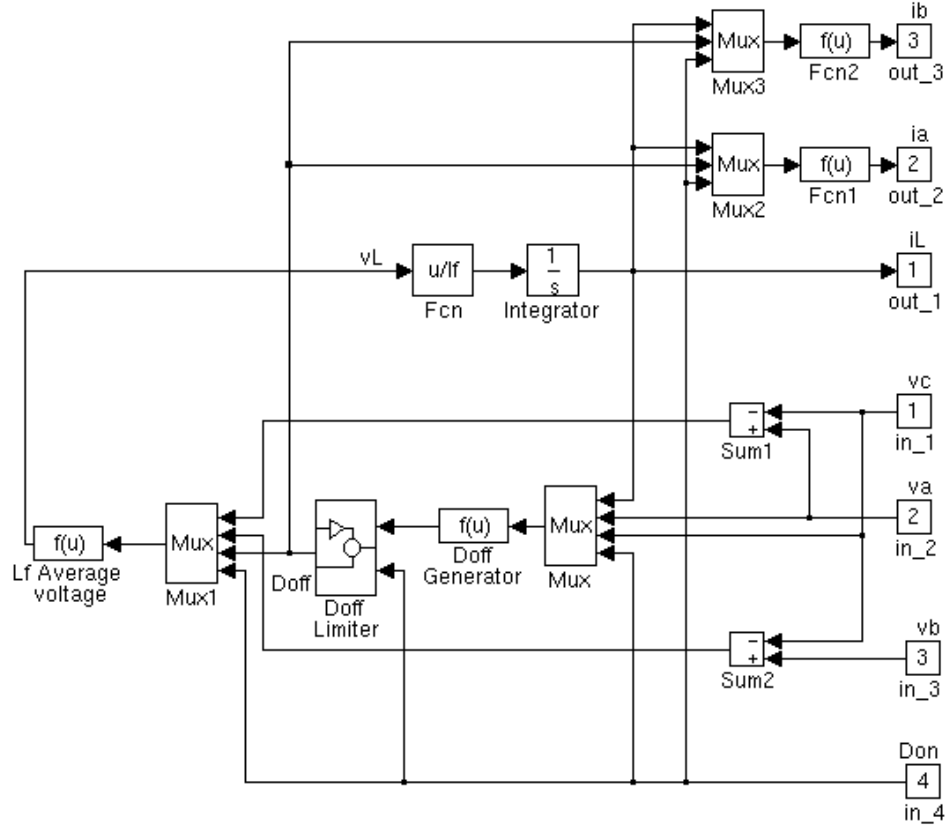 ib
Mux
f(u)
3
Mux3
Fcn2
out_3
ia
Mux
f(u)
2
Mux2
Fcn1
out_2
vL
u/lf
1
s
iL
1
Fcn
Integrator
out_1
vc
-
+
1
Sum1
in_1
va
2
in_2
f(u)
Lf Average
voltage
Mux
Mux1
Doff
Doff
Limiter
f(u)
Doff
Generator
Mux
Mux
vb
-
+
3
Sum2
in_3
Don
4
in_4